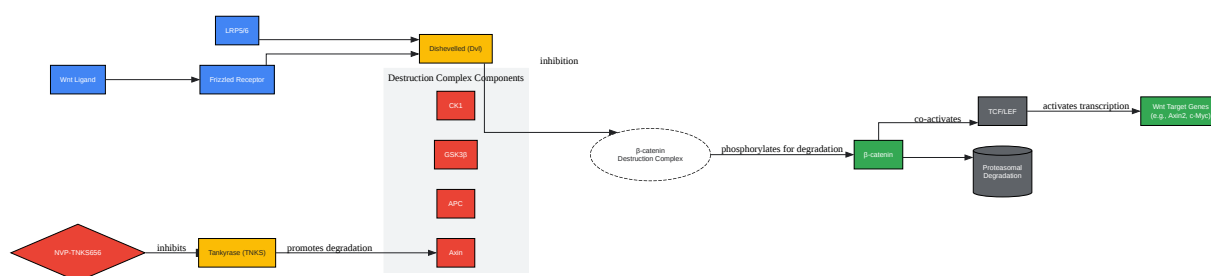 LRP5/6
Dishevelled (Dvl)
inhibition
Wnt Ligand
Frizzled Receptor
Destruction Complex Components
CK1
GSK3β
APC
Axin
β-catenin
Destruction Complex
phosphorylates for degradation
β-catenin
co-activates
TCF/LEF
activates transcription
Wnt Target Genes
(e.g., Axin2, c-Myc)
Proteasomal
Degradation
NVP-TNKS656
inhibits
Tankyrase (TNKS)
promotes degradation